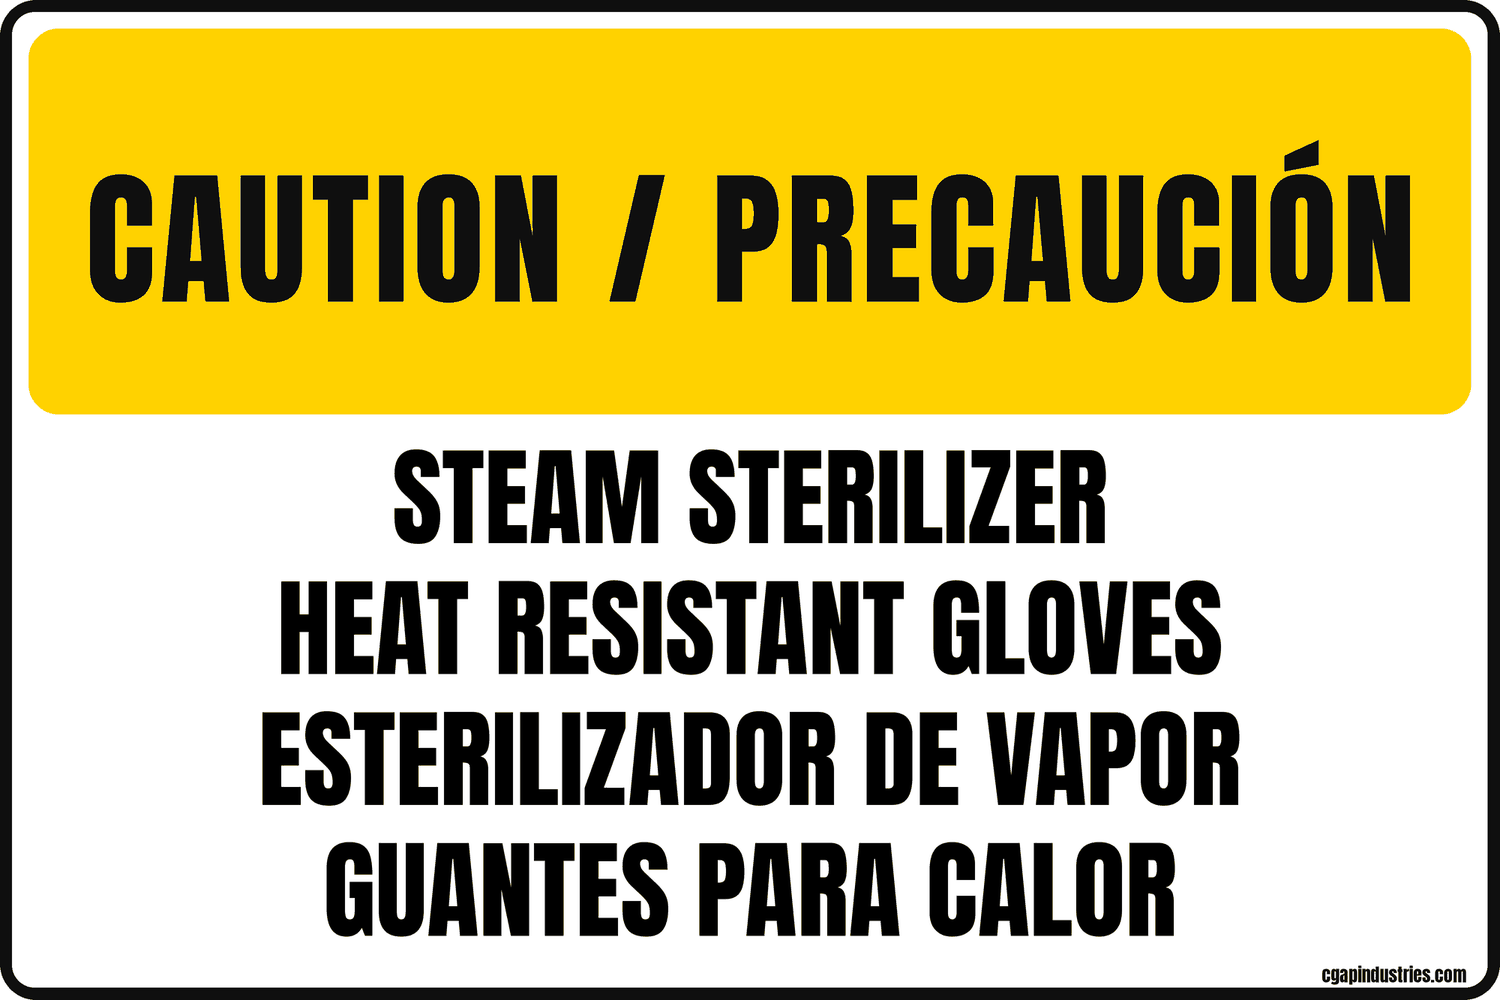 CAUTION / PRECAUCIÓN
STEAM STERILIZER
HEAT RESISTANT GLOVES
ESTERILIZADOR DE VAPOR
GUANTES PARA CALOR
cgapindustries.com